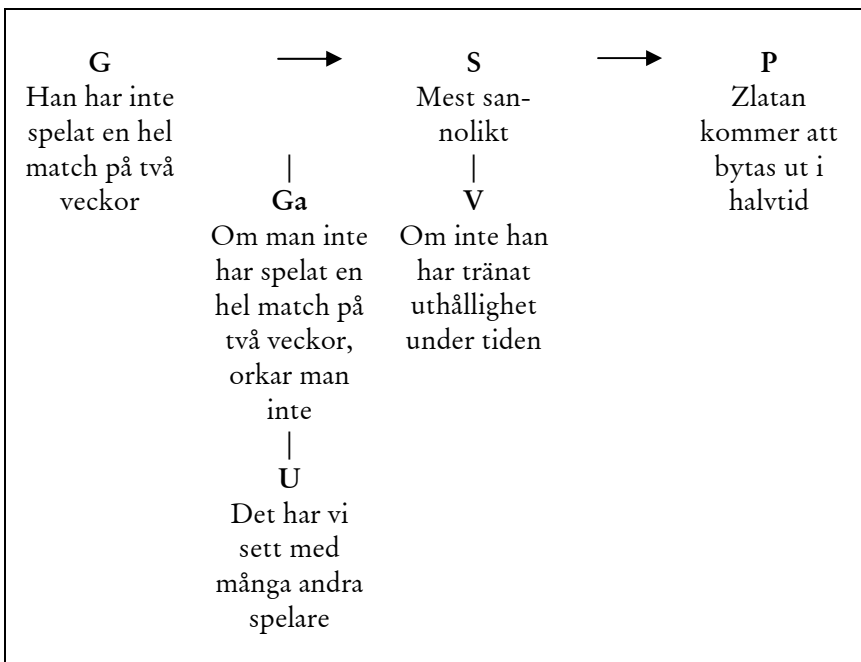 G
Han har inte
spelat en hel
match på två
veckor
S
Mest san-
nolikt
P
Zlatan
kommer att
bytas ut i
halvtid
Ga
Om man inte
har spelat en
hel match på
två veckor,
orkar man
inte
V
Om inte han
har tränat
uthållighet
under tiden
U
Det har vi
sett med
många andra
spelare